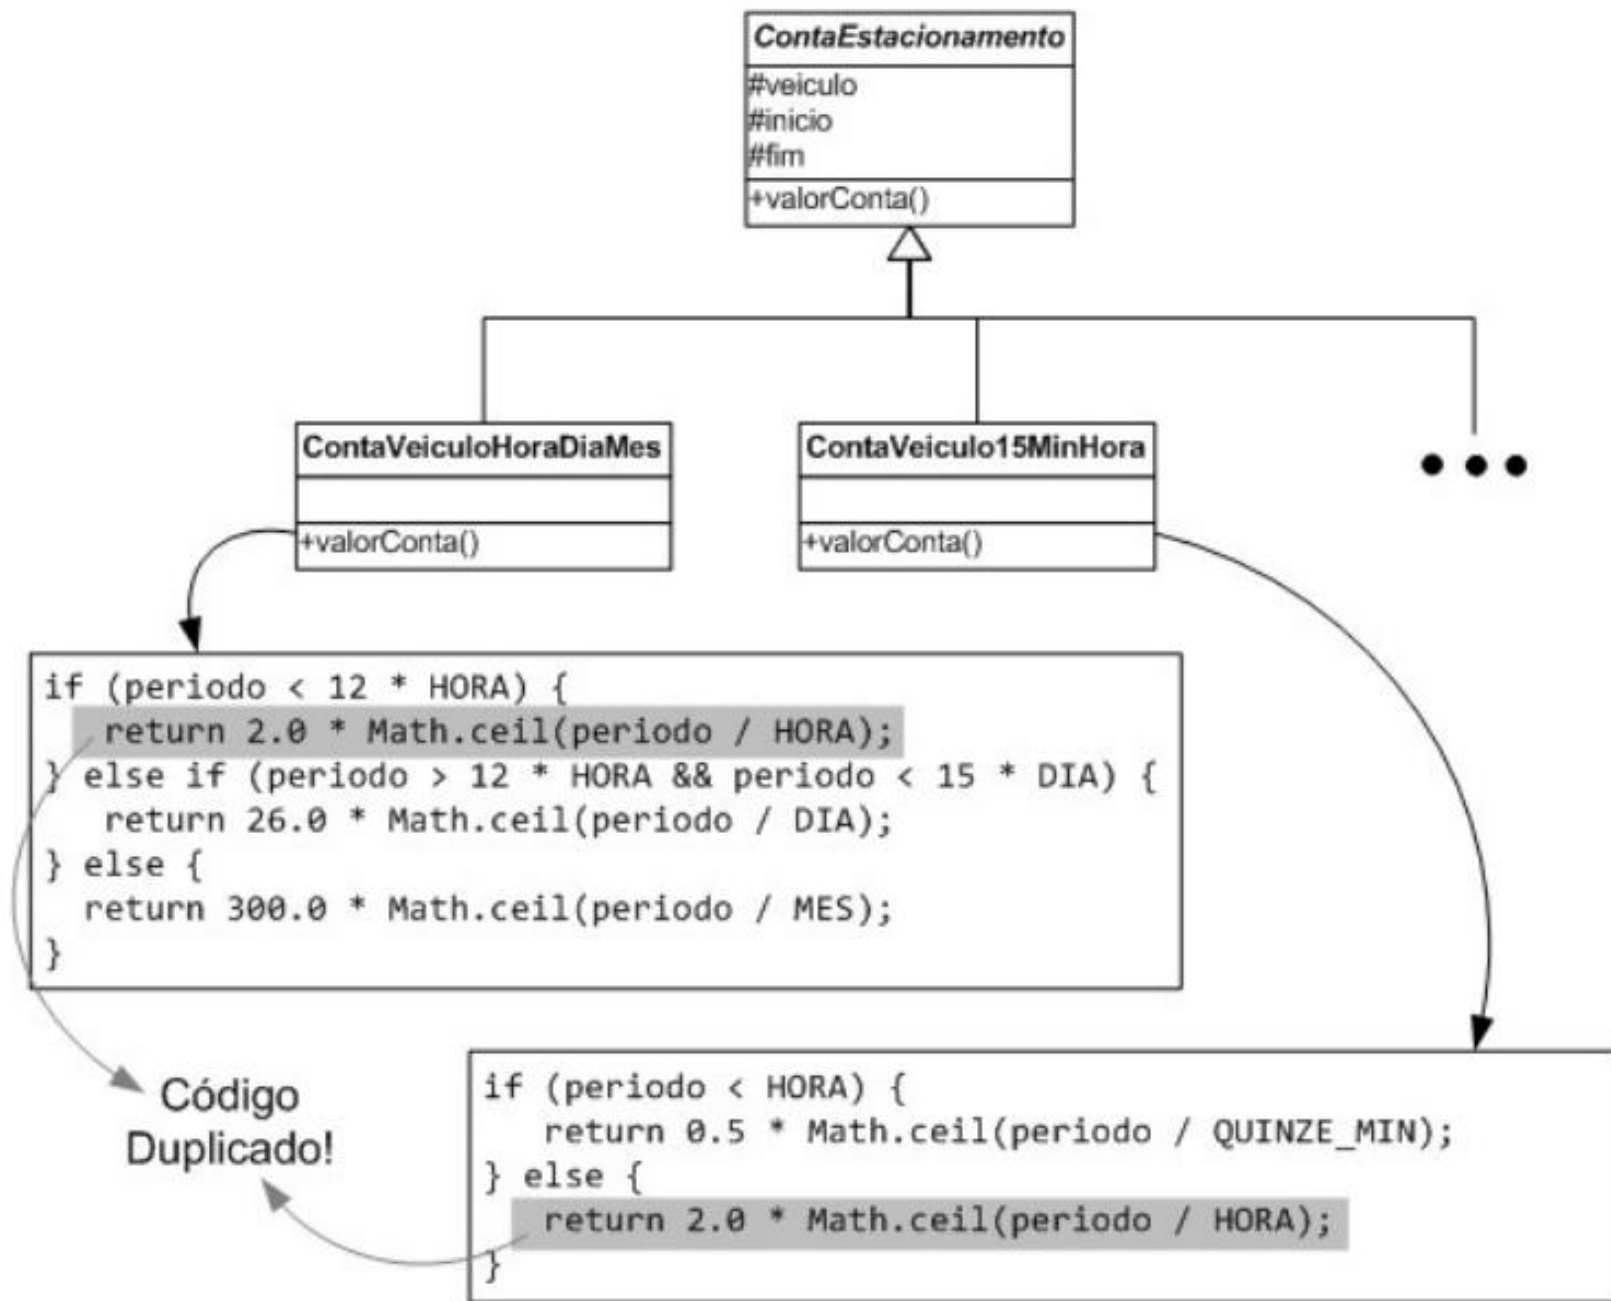 ContaEstacionamento
#veiculo
#inicio
#fim
+valorConta()
ContaVeiculoHoraDiaMes
+valorConta()
ContaVeiculo15MinHora
+valorConta()
if (periodo < 12 * HORA) {
return 2.0 * Math.ceil(periodo / HORA);
} else if (periodo > 12 * HORA && periodo < 15 * DIA) {
return 26.0 * Math.ceil(periodo / DIA);
} else {
return 300.0 * Math.ceil(periodo / MES);
}
Código
Duplicado!
if (periodo < HORA) {
return 0.5 * Math.ceil(periodo / QUINZE_MIN);
} else {
return 2.0 * Math.ceil(periodo / HORA);
}